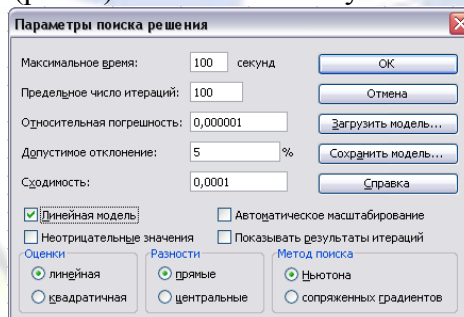 Параметры поиска решения
Максимальное время: 100 секунд ОК
Предельное число итераций: 100 Отмена
Относительная погрешность: 0,000001 Загрузить модель...
Допустимое отклонение: 5 % Сохранить модель...
Сходимость: 0,0001 Справка
Линейная модель Автоматическое масштабирование
Неотрицательные значения Показывать результаты итераций
Оценки Разности Метод поиска
линейная прямые Ньютона
квадратичная центральные сопряженных градиентов